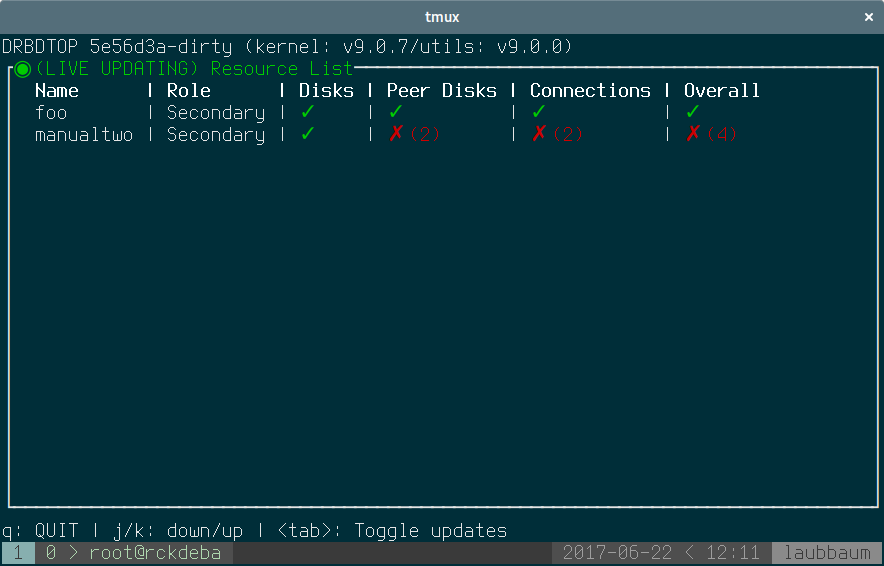 tmux ×
DRBDTOP 5e56d3a-dirty (kernel: v9.0.7/utils: v9.0.0)
(LIVE UPDATING) Resource List
Name | Role | Disks | Peer Disks | Connections | Overall
foo | Secondary | ✓ | ✓ | ✓ | ✓
manualtwo | Secondary | ✓ | ✗(2) | ✗(2) | ✗(4)
q: QUIT | j/k: down/up | <tab>: Toggle updates
1 0 > root@rckdeba 2017-06-22 < 12:11 laubbaum